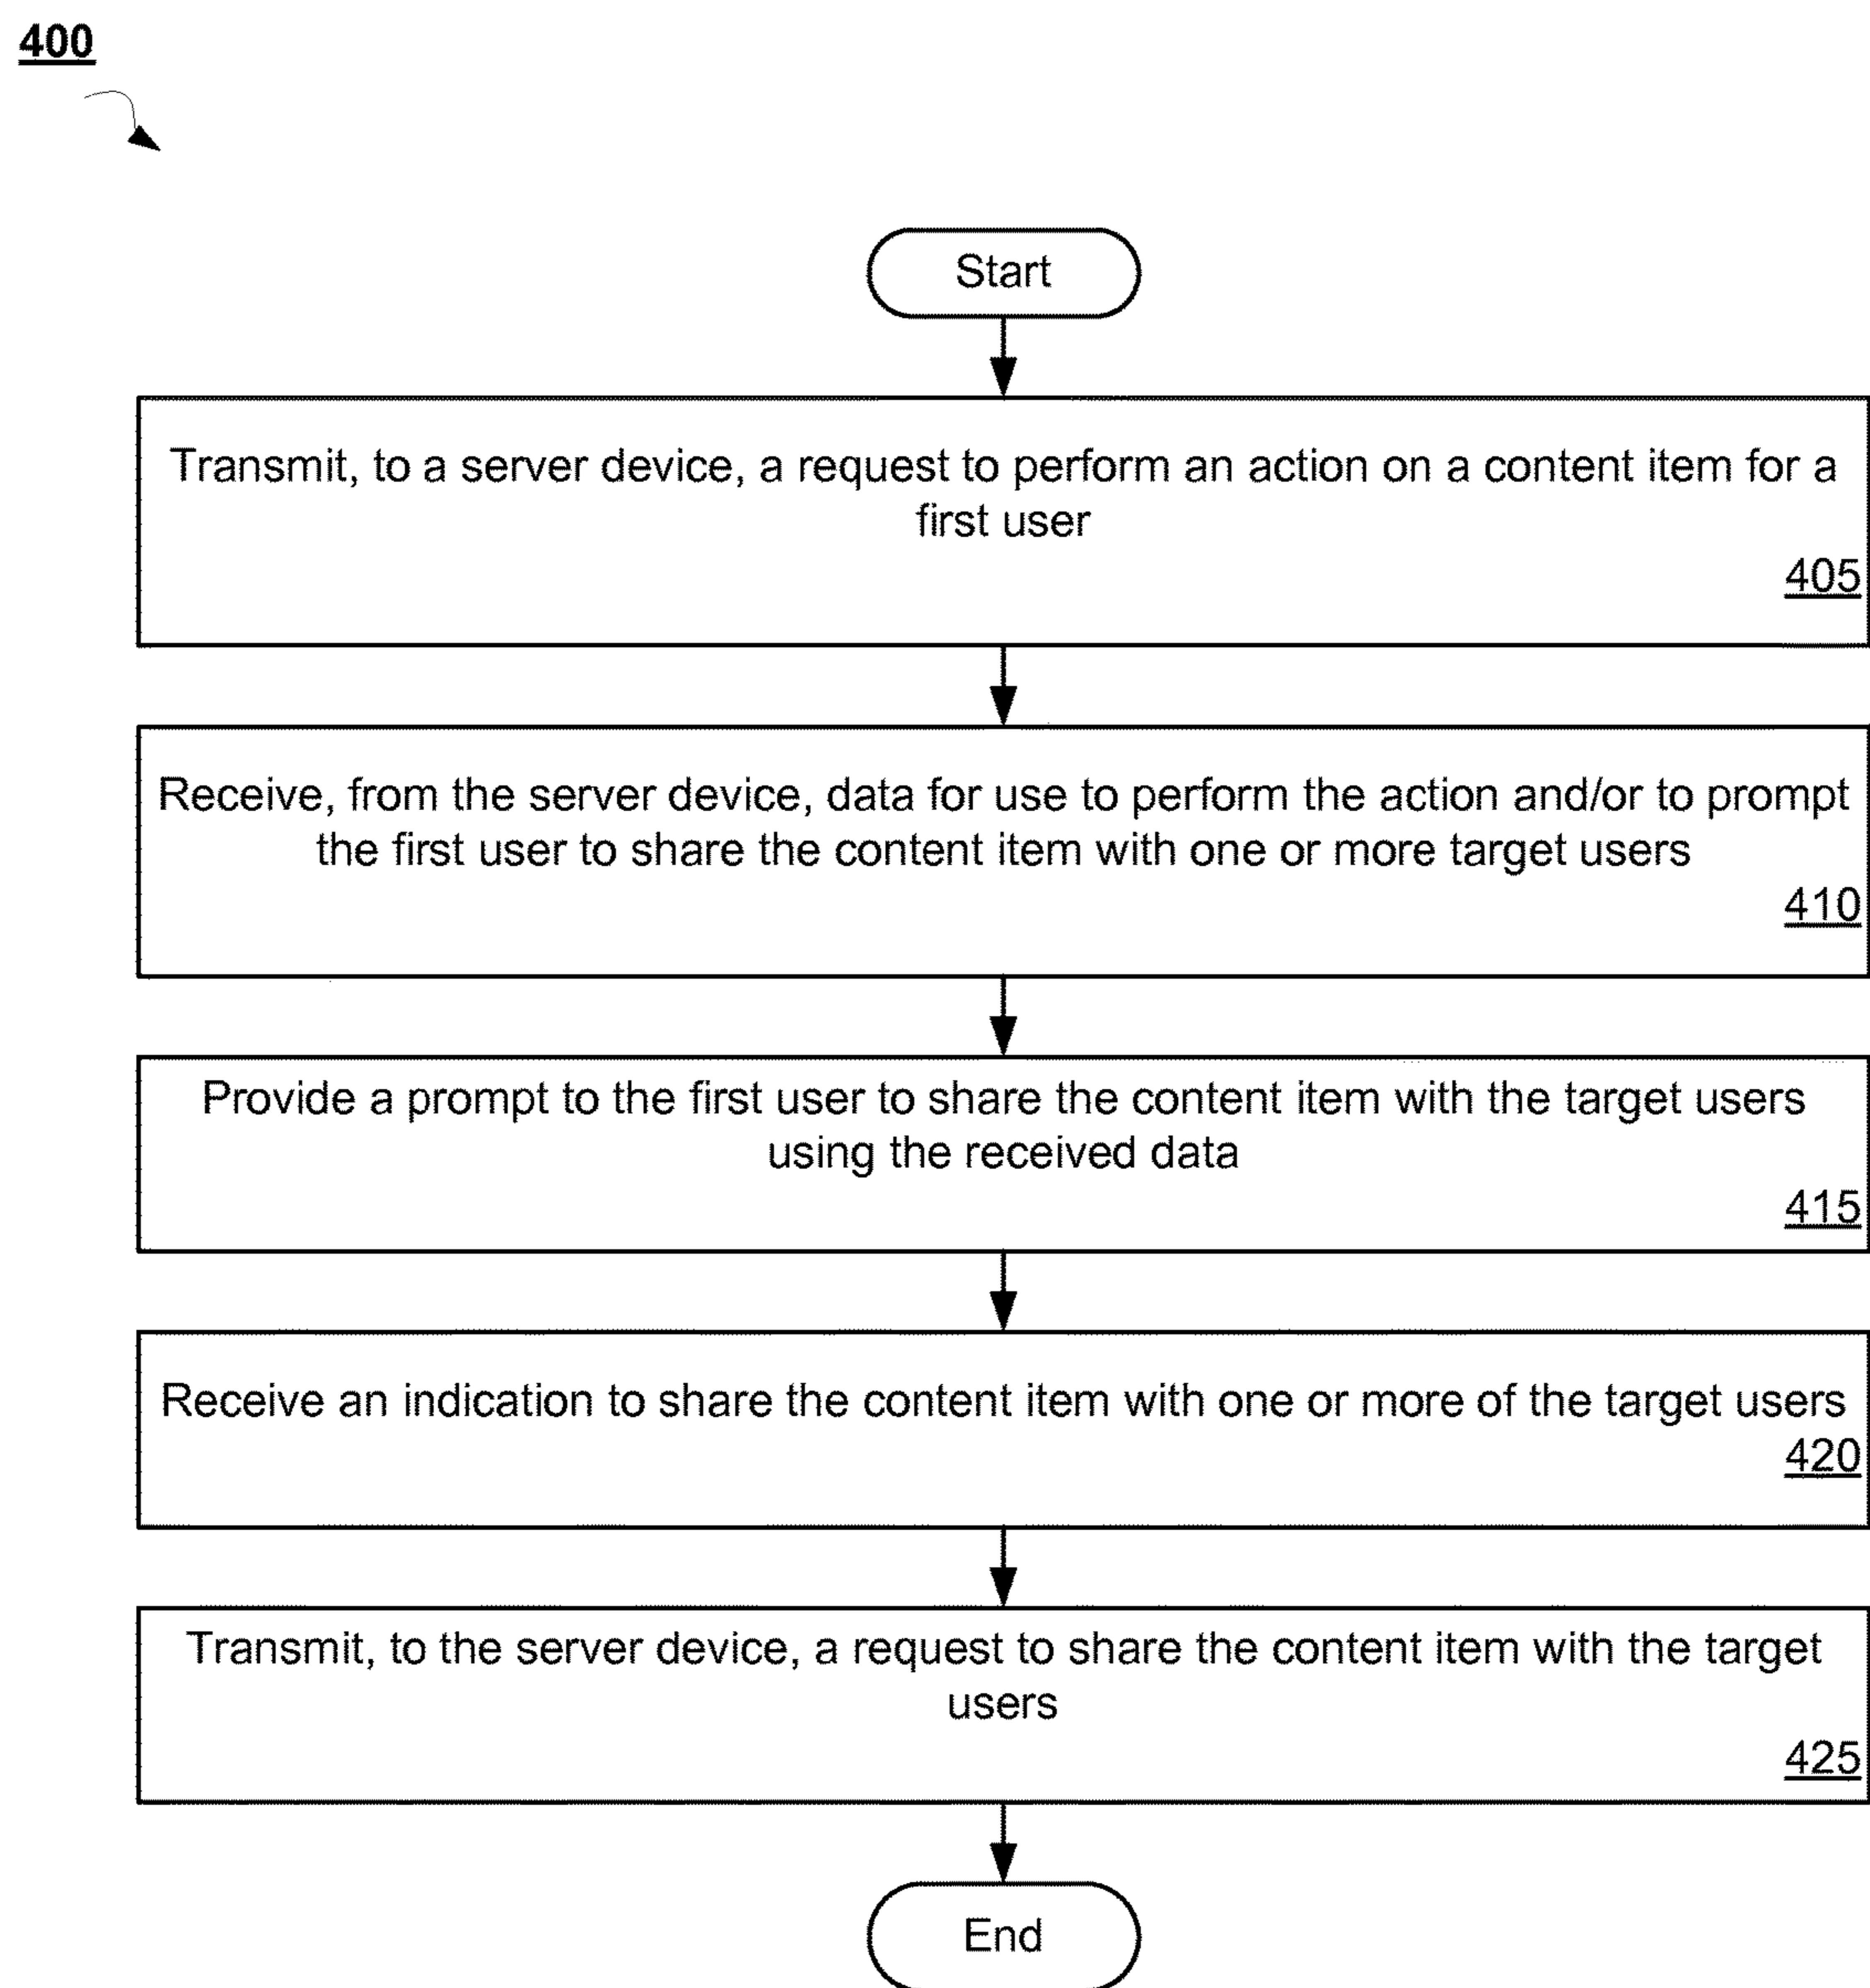 400
Start
Transmit, to a server device, a request to perform an action on a content item for a
first user
405
Receive, from the server device, data for use to perform the action and/or to prompt
the first user to share the content item with one or more target users
410
Provide a prompt to the first user to share the content item with the target users
using the received data
415
Receive an indication to share the content item with one or more of the target users
420
Transmit, to the server device, a request to share the content item with the target
users
425
End